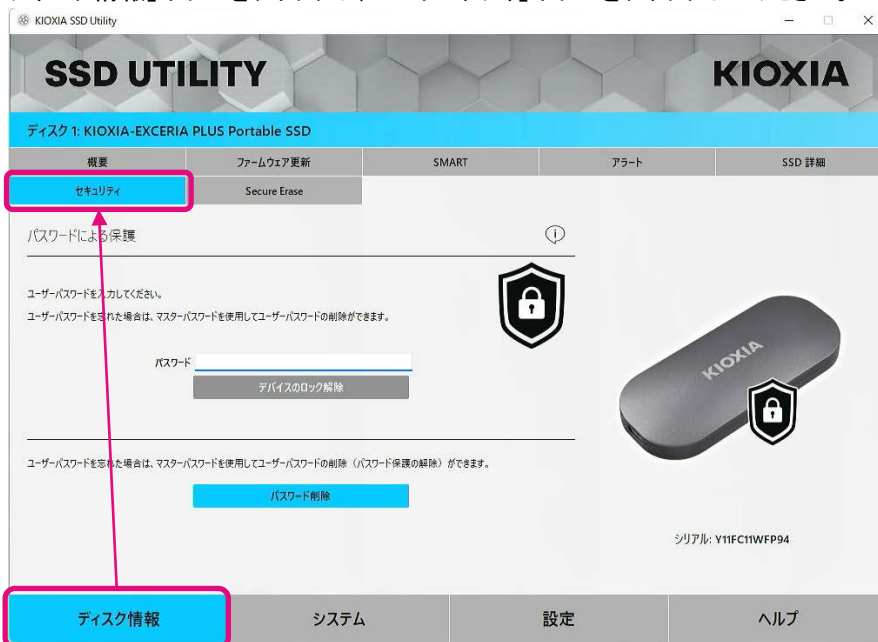 KIOXIA SSD Utility
SSD UTILITY
KIOXIA
ディスク 1: KIOXIA-EXCERIA PLUS Portable SSD
概要 ファームウェア更新 SMART アラート SSD 詳細
セキュリティ Secure Erase
パスワードによる保護
ユーザーパスワードを入力してください。
ユーザーパスワードを忘れた場合は、マスターパスワードを使用してユーザーパスワードの削除ができます。
パスワード
デバイスのロック解除
KIOXIA
ユーザーパスワードを忘れた場合は、マスターパスワードを使用してユーザーパスワードの削除（パスワード保護の解除）ができます。
パスワード削除
シリアル: Y11FC11WFP94
ディスク情報 システム 設定 ヘルプ